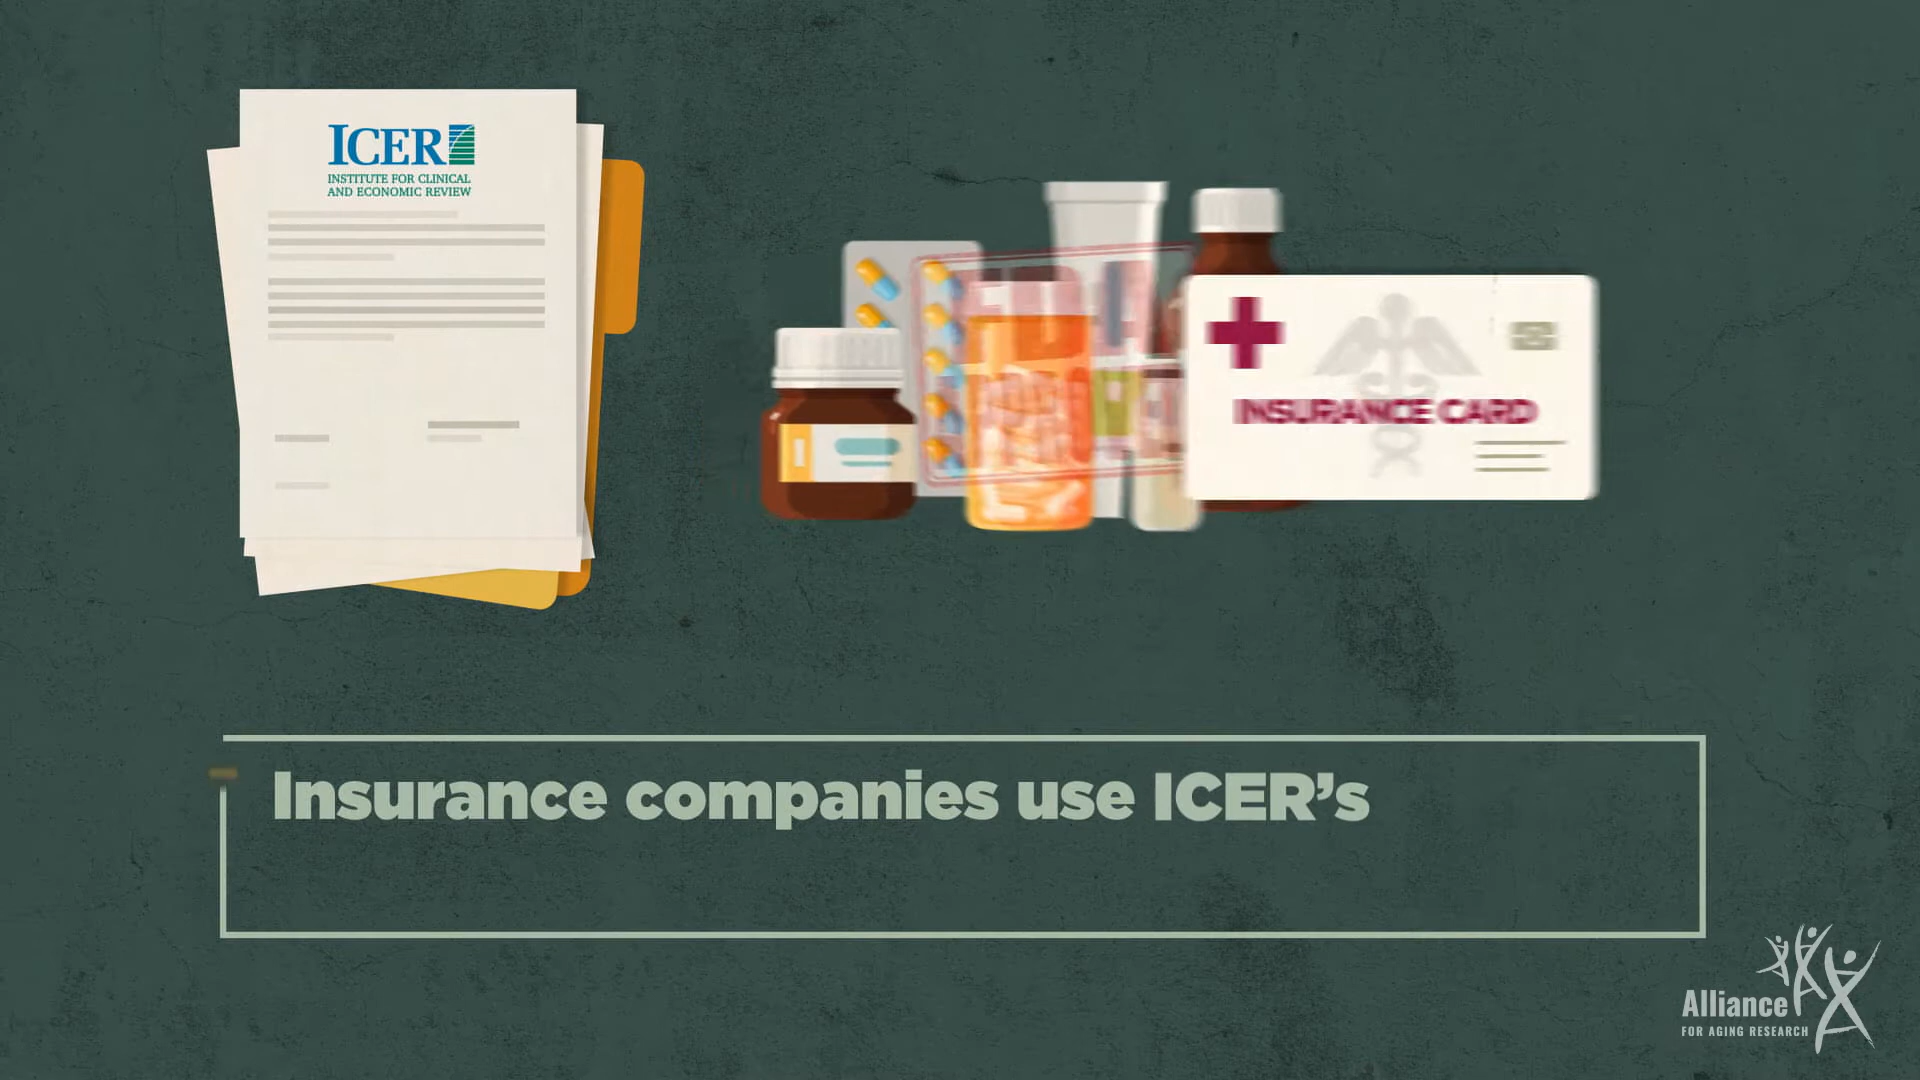 ICER
INSTITUTE FOR CLINICAL
AND ECONOMIC REVIEW
INSURANCE CARD
Insurance companies use ICER’s
Alliance
FOR AGING RESEARCH